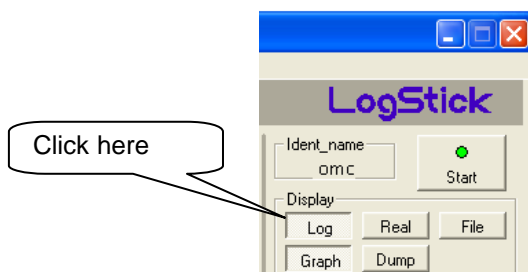 LogStick
Click here
Ident_name
omc
Start
Display
Log Real File
Graph Dump